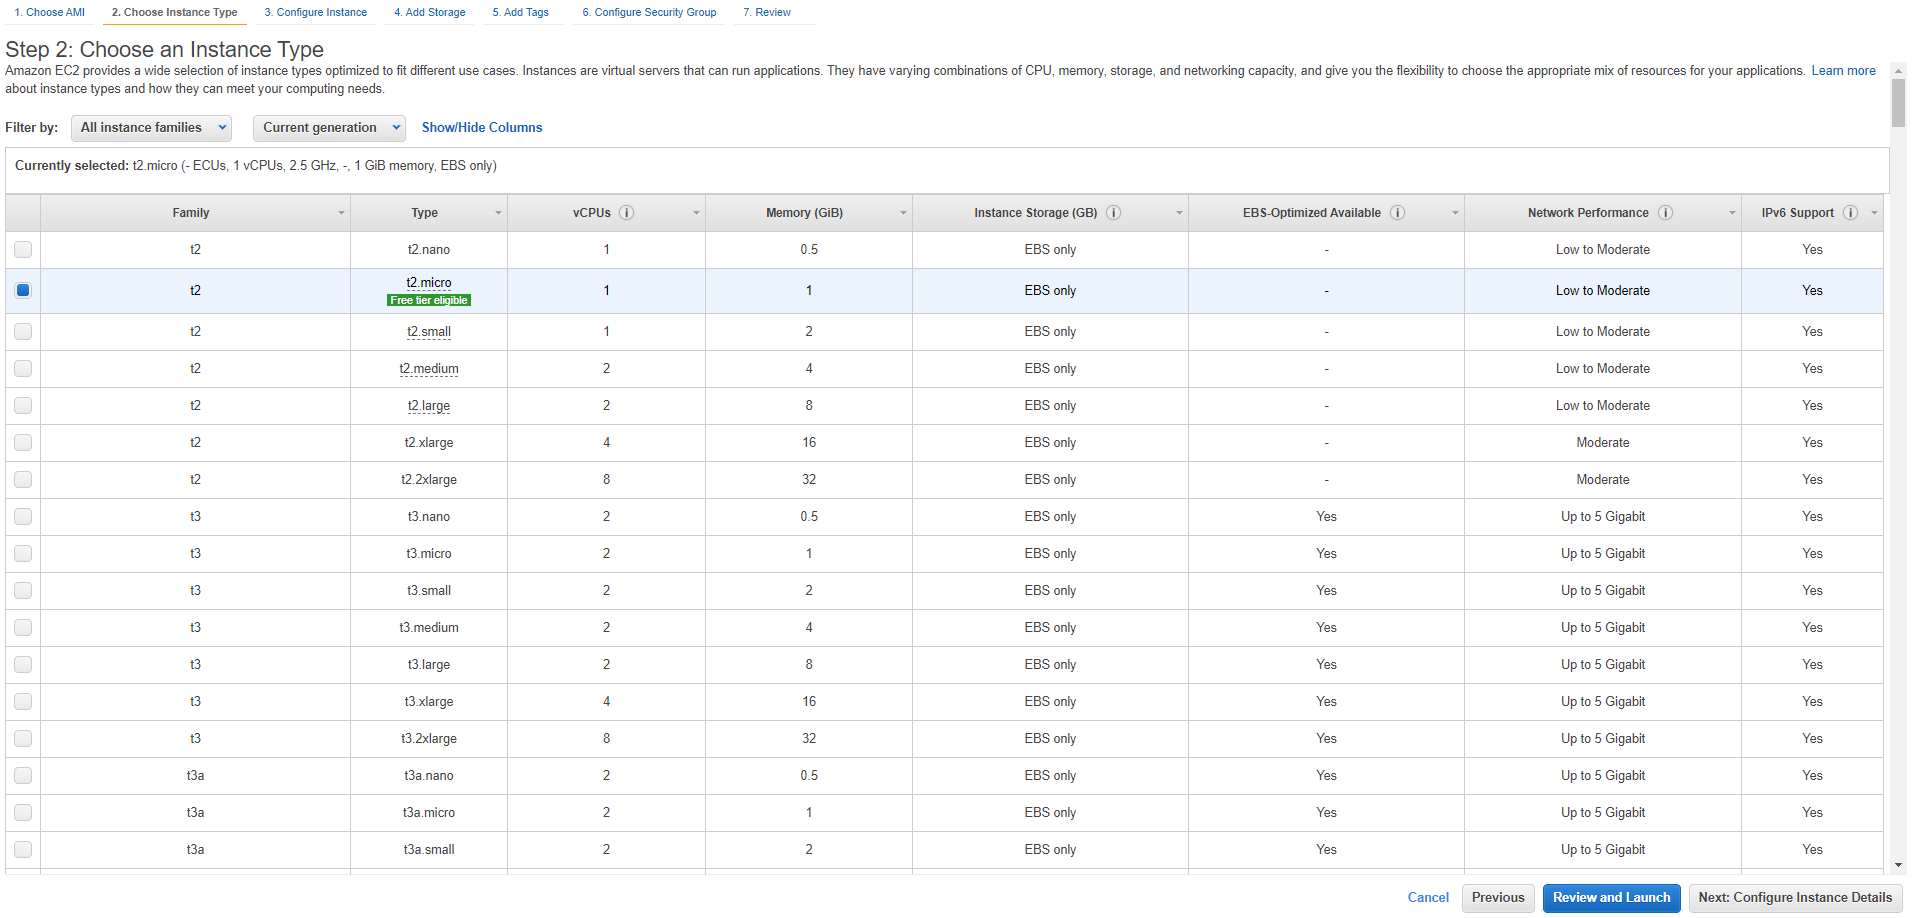 1. Choose AMI 2. Choose Instance Type 3. Configure Instance 4. Add Storage 5. Add Tags 6. Configure Security Group 7. Review
Step 2: Choose an Instance Type
Amazon EC2 provides a wide selection of instance types optimized to fit different use cases. Instances are virtual servers that can run applications. They have varying combinations of CPU, memory, storage, and networking capacity, and give you the flexibility to choose the appropriate mix of resources for your applications. Learn more
about instance types and how they can meet your computing needs.
Filter by: All instance families Current generation Show/Hide Columns
Currently selected: t2.micro (- ECUs, 1 vCPUs, 2.5 GHz, -, 1 GiB memory, EBS only)
Family Type vCPUs i Memory (GiB) Instance Storage (GB) i EBS-Optimized Available i Network Performance i IPv6 Support i
t2 t2.nano 1 0.5 EBS only - Low to Moderate Yes
t2 t2.micro 1 1 EBS only - Low to Moderate Yes
Free tier eligible
t2 t2.small 1 2 EBS only - Low to Moderate Yes
t2 t2.medium 2 4 EBS only - Low to Moderate Yes
t2 t2.large 2 8 EBS only - Low to Moderate Yes
t2 t2.xlarge 4 16 EBS only - Moderate Yes
t2 t2.2xlarge 8 32 EBS only - Moderate Yes
t3 t3.nano 2 0.5 EBS only Yes Up to 5 Gigabit Yes
t3 t3.micro 2 1 EBS only Yes Up to 5 Gigabit Yes
t3 t3.small 2 2 EBS only Yes Up to 5 Gigabit Yes
t3 t3.medium 2 4 EBS only Yes Up to 5 Gigabit Yes
t3 t3.large 2 8 EBS only Yes Up to 5 Gigabit Yes
t3 t3.xlarge 4 16 EBS only Yes Up to 5 Gigabit Yes
t3 t3.2xlarge 8 32 EBS only Yes Up to 5 Gigabit Yes
t3a t3a.nano 2 0.5 EBS only Yes Up to 5 Gigabit Yes
t3a t3a.micro 2 1 EBS only Yes Up to 5 Gigabit Yes
t3a t3a.small 2 2 EBS only Yes Up to 5 Gigabit Yes
Cancel Previous Review and Launch Next: Configure Instance Details